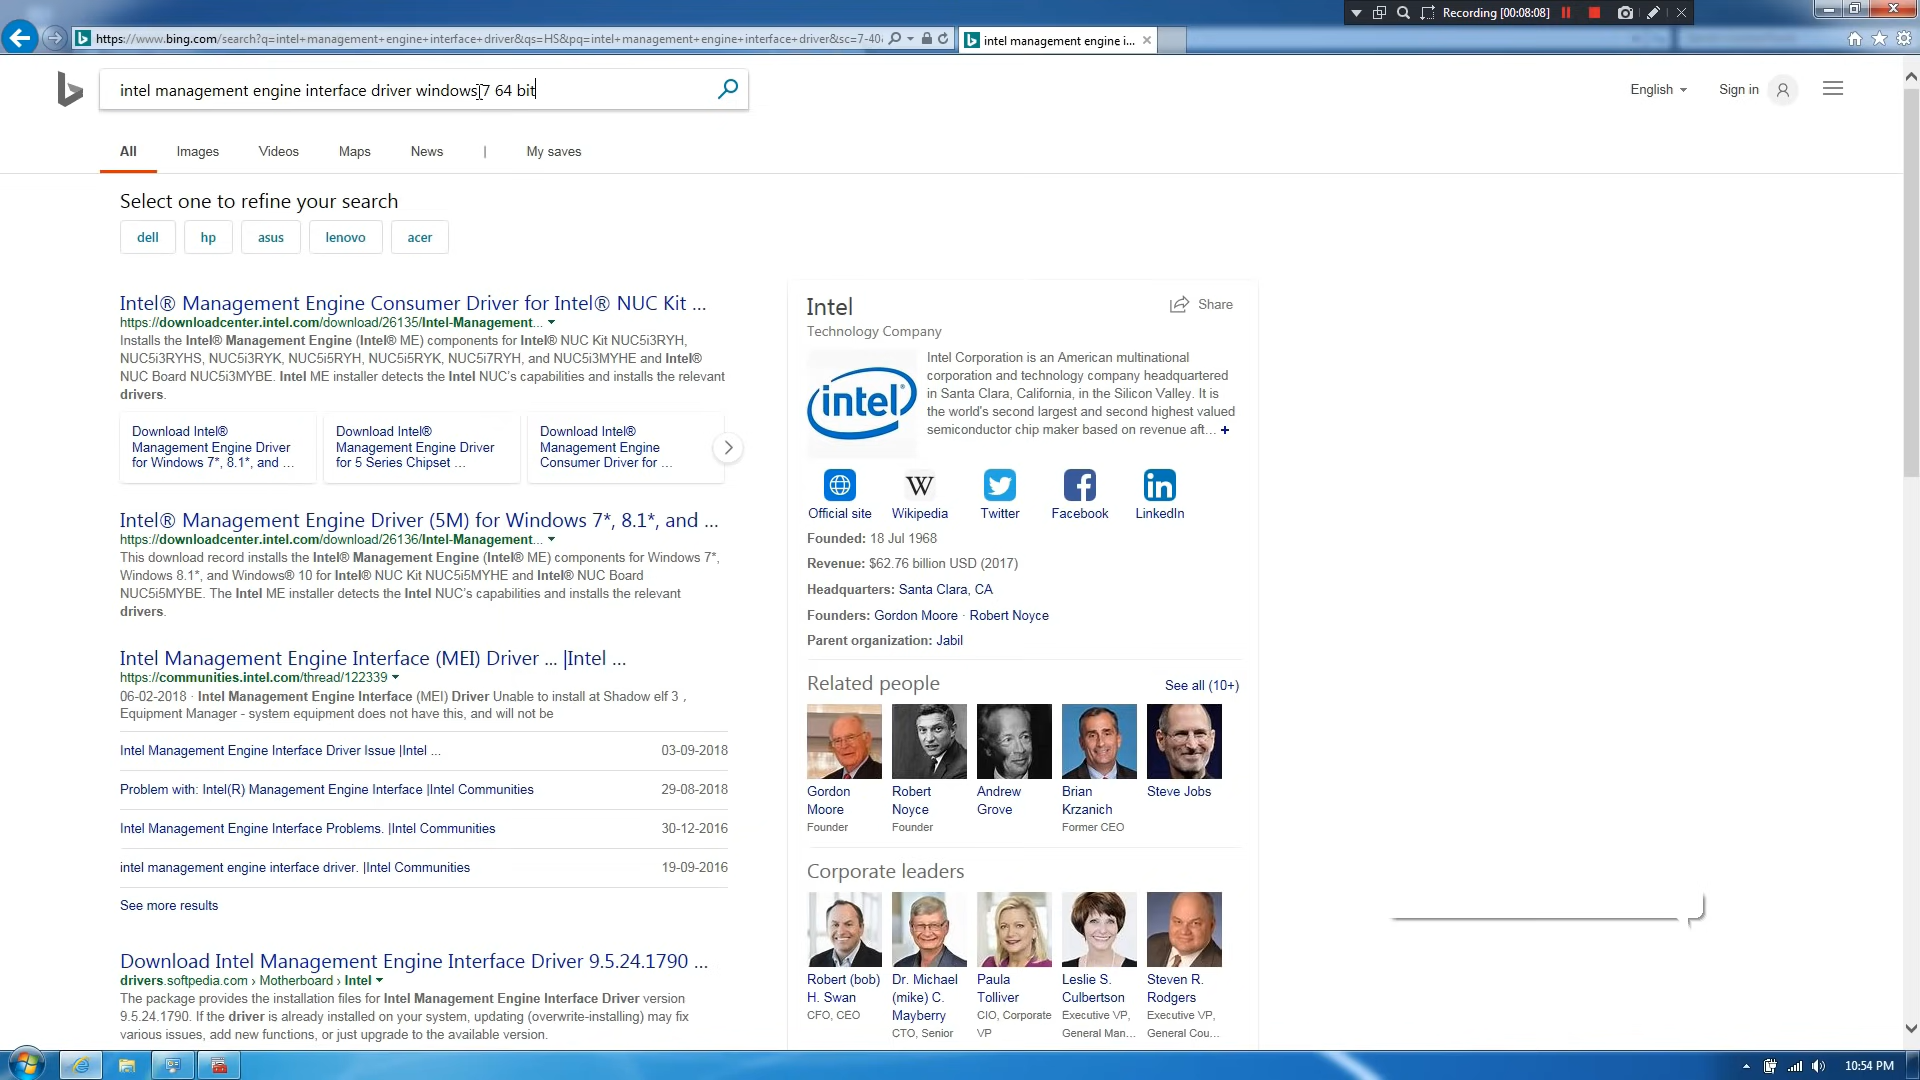 Recording [00:08:08]
https://www.bing.com/search?q=intel+management+engine+interface+driver&qs=HS&pq=intel+management+engine+interface+driver&sc=7-40
intel management engine i...
intel management engine interface driver windows 7 64 bit
English
Sign in
All
Images
Videos
Maps
News
|
My saves
Select one to refine your search
dell
hp
asus
lenovo
acer
Intel® Management Engine Consumer Driver for Intel® NUC Kit ...
https://downloadcenter.intel.com/download/26135/Intel-Management...
Installs the Intel® Management Engine (Intel® ME) components for Intel® NUC Kit NUC5i3RYH,
NUC5i3RYHS, NUC5i3RYK, NUC5i5RYH, NUC5i5RYK, NUC5i7RYH, and NUC5i3MYHE and Intel®
NUC Board NUC5i3MYBE. Intel ME installer detects the Intel NUC's capabilities and installs the relevant
drivers.
Download Intel®
Management Engine Driver
for Windows 7*, 8.1*, and ...
Download Intel®
Management Engine Driver
for 5 Series Chipset ...
Download Intel®
Management Engine
Consumer Driver for ...
Intel® Management Engine Driver (5M) for Windows 7*, 8.1*, and ...
https://downloadcenter.intel.com/download/26136/Intel-Management...
This download record installs the Intel® Management Engine (Intel® ME) components for Windows 7*,
Windows 8.1*, and Windows® 10 for Intel® NUC Kit NUC5i5MYHE and Intel® NUC Board
NUC5i5MYBE. The Intel ME installer detects the Intel NUC's capabilities and installs the relevant
drivers.
Intel Management Engine Interface (MEI) Driver ... |Intel ...
https://communities.intel.com/thread/122339
06-02-2018 · Intel Management Engine Interface (MEI) Driver Unable to install at Shadow elf 3 ,
Equipment Manager - system equipment does not have this, and will not be
Intel Management Engine Interface Driver Issue |Intel ...
03-09-2018
Problem with: Intel(R) Management Engine Interface |Intel Communities
29-08-2018
Intel Management Engine Interface Problems. |Intel Communities
30-12-2016
intel management engine interface driver. |Intel Communities
19-09-2016
See more results
Download Intel Management Engine Interface Driver 9.5.24.1790 ...
drivers.softpedia.com › Motherboard › Intel
The package provides the installation files for Intel Management Engine Interface Driver version
9.5.24.1790. If the driver is already installed on your system, updating (overwrite-installing) may fix
various issues, add new functions, or just upgrade to the available version.
Intel
Share
Technology Company
intel
Intel Corporation is an American multinational
corporation and technology company headquartered
in Santa Clara, California, in the Silicon Valley. It is
the world's second largest and second highest valued
semiconductor chip maker based on revenue aft... +
W
Official site
Wikipedia
Twitter
Facebook
LinkedIn
Founded: 18 Jul 1968
Revenue: $62.76 billion USD (2017)
Headquarters: Santa Clara, CA
Founders: Gordon Moore · Robert Noyce
Parent organization: Jabil
Related people
See all (10+)
Gordon
Moore
Founder
Robert
Noyce
Founder
Andrew
Grove
Brian
Krzanich
Former CEO
Steve Jobs
Corporate leaders
Robert (bob)
H. Swan
CFO, CEO
Dr. Michael
(mike) C.
Mayberry
CTO, Senior
Paula
Tolliver
CIO, Corporate
VP
Leslie S.
Culbertson
Executive VP,
General Man...
Steven R.
Rodgers
Executive VP,
General Coun...
10:54 PM